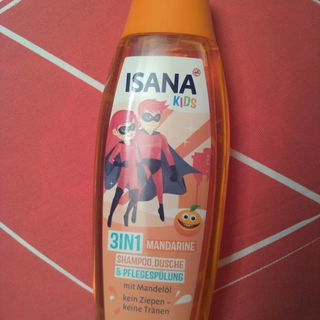 ISANA
KIDS
3IN1 MANDARINE
SHAMPOO, DUSCHE
& PFLEGESPÜLUNG
mit Mandelöl
kein Ziepen –
keine Tränen